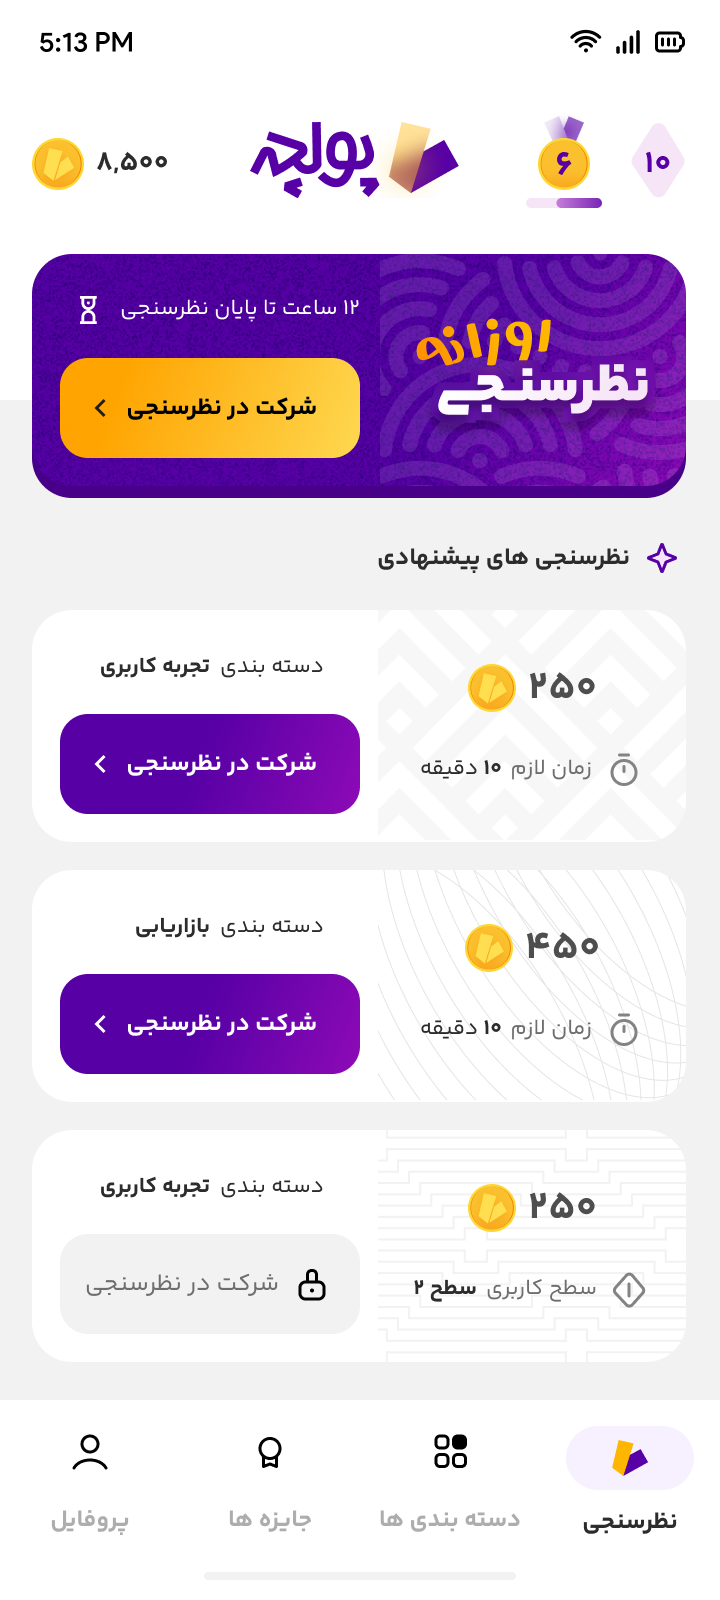 5:13 PM
۱۰
۶
پولچه
۸,۵۰۰
روزانه
نظرسنجی
۱۲ ساعت تا پایان نظرسنجی
شرکت در نظرسنجی
نظرسنجی های پیشنهادی
۲۵۰
زمان لازم ۱۰ دقیقه
دسته بندی تجربه کاربری
شرکت در نظرسنجی
۴۵۰
زمان لازم ۱۰ دقیقه
دسته بندی بازاریابی
شرکت در نظرسنجی
۲۵۰
سطح کاربری سطح ۲
دسته بندی تجربه کاربری
شرکت در نظرسنجی
نظرسنجی
دسته بندی ها
جایزه ها
پروفایل